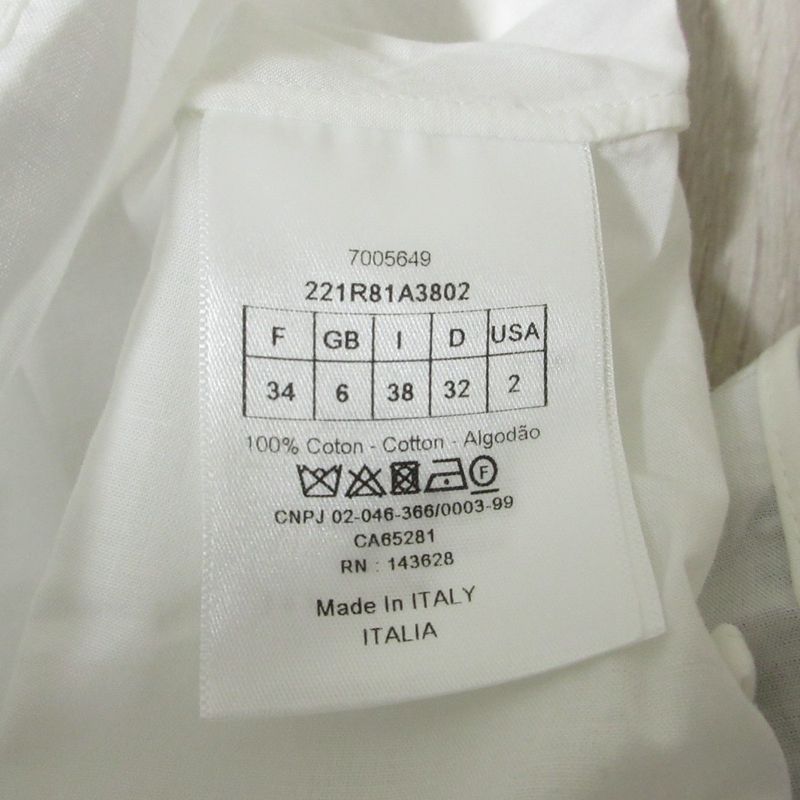 7005649
221R81A3802
F GB I D USA
34 6 38 32 2
100% Coton - Cotton - Algodão
F
CNPJ 02-046-366/0003-99
CA65281
RN : 143628
Made In ITALY
ITALIA